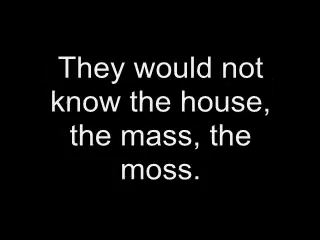 They would not
know the house,
the mass, the
moss.